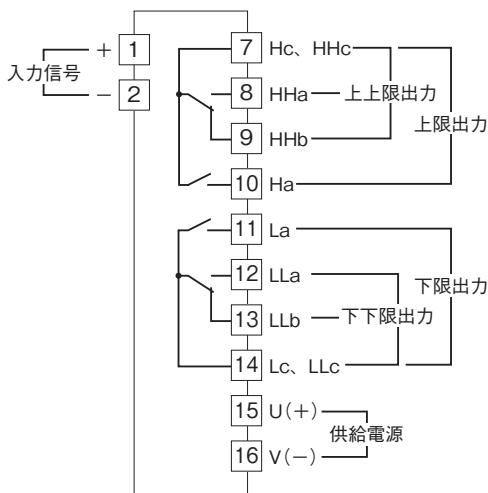 入力信号
+ 1
− 2
7 Hc、HHc
8 HHa
9 HHb
10 Ha
上上限出力
上限出力
11 La
12 LLa
13 LLb
14 Lc、LLc
下下限出力
下限出力
15 U(+)
16 V(−)
供給電源